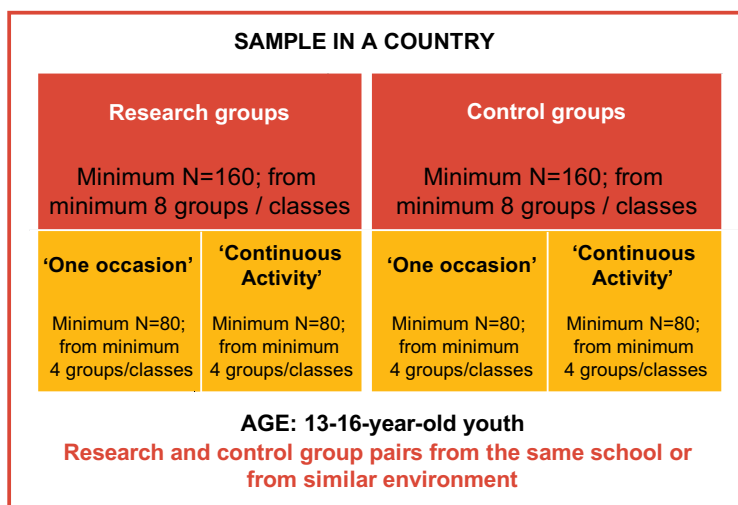 SAMPLE IN A COUNTRY
Research groups
Minimum N=160; from
minimum 8 groups / classes
Control groups
Minimum N=160; from
minimum 8 groups / classes
‘One occasion’
Minimum N=80;
from minimum
4 groups/classes
‘Continuous
Activity’
Minimum N=80;
from minimum
4 groups/classes
‘One occasion’
Minimum N=80;
from minimum
4 groups/classes
‘Continuous
Activity’
Minimum N=80;
from minimum
4 groups/classes
AGE: 13-16-year-old youth
Research and control group pairs from the same school or
from similar environment